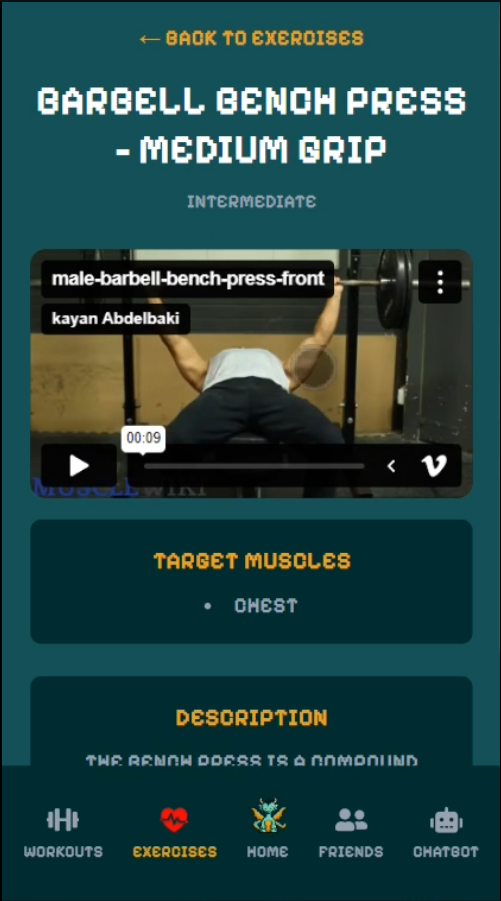 ← BACK TO EXERCISES
BARBELL BENCH PRESS
- MEDIUM GRIP
INTERMEDIATE
male-barbell-bench-press-front
kayan Abdelbaki
00:09
MUSCLEWIKI
TARGET MUSCLES
• CHEST
DESCRIPTION
THE BENCH PRESS IS A COMPOUND
WORKOUTS EXERCISES HOME FRIENDS CHATBOT